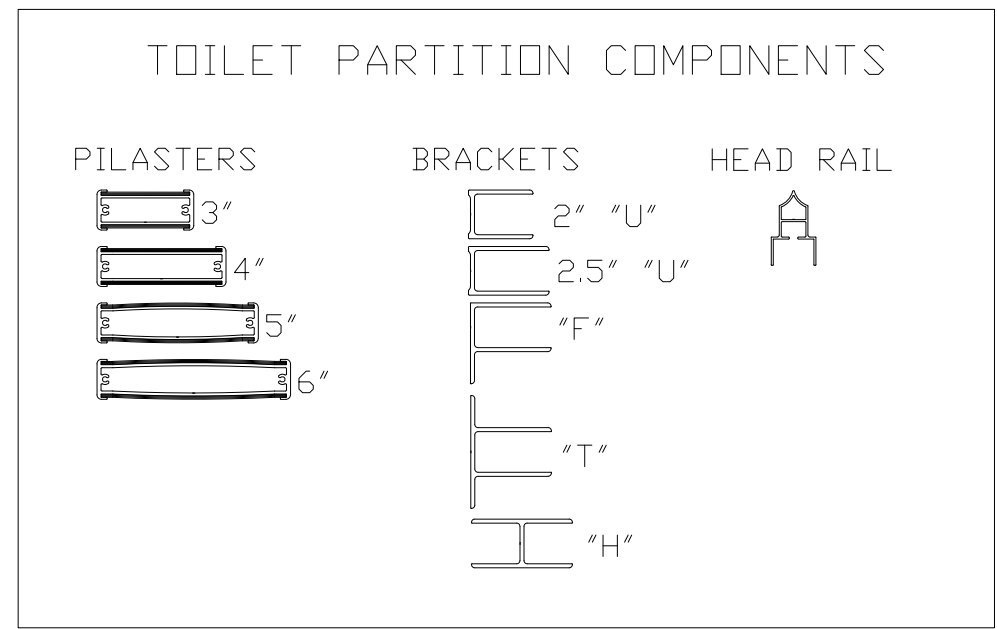 TOILET PARTITION COMPONENTS
PILASTERS
3"
4"
5"
6"
BRACKETS
2" "U"
2.5" "U"
"F"
"T"
"H"
HEAD RAIL